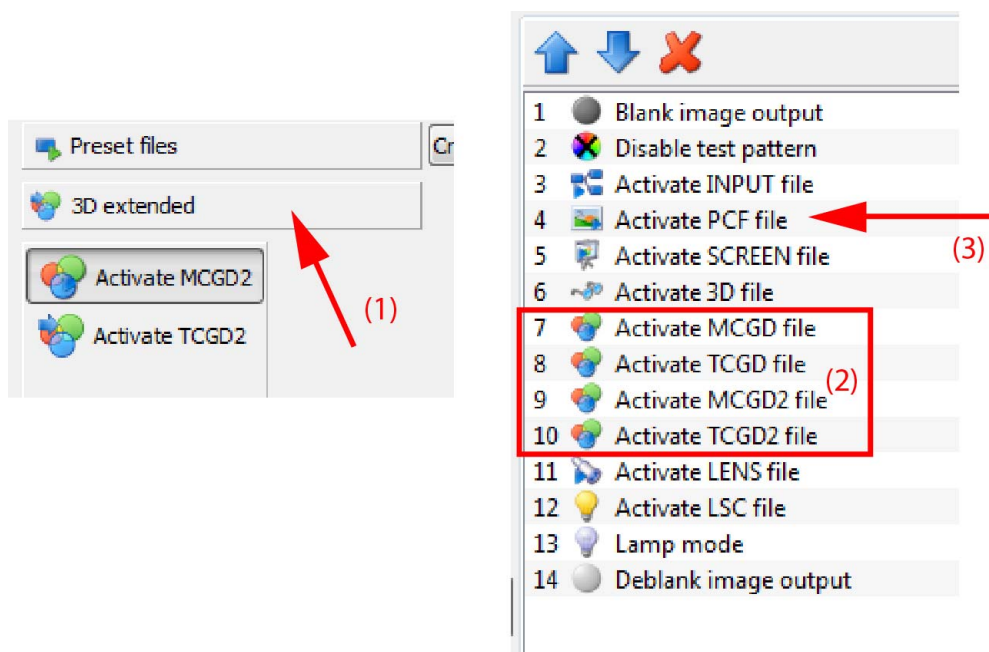 Preset files
Cr
3D extended
Activate MCGD2
Activate TCGD2
(1)
1 Blank image output
2 Disable test pattern
3 Activate INPUT file
4 Activate PCF file
(3)
5 Activate SCREEN file
6 Activate 3D file
7 Activate MCGD file
8 Activate TCGD file
(2)
9 Activate MCGD2 file
10 Activate TCGD2 file
11 Activate LENS file
12 Activate LSC file
13 Lamp mode
14 Deblank image output